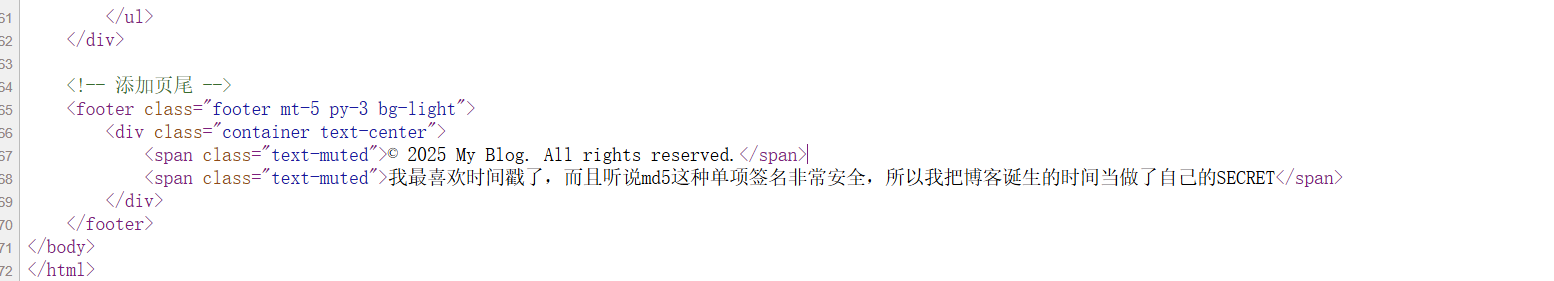 61 </ul>
62 </div>
63
64 <!-- 添加页尾 -->
65 <footer class="footer mt-5 py-3 bg-light">
66 <div class="container text-center">
67 <span class="text-muted">© 2025 My Blog. All rights reserved.</span>
68 <span class="text-muted">我最喜欢时间戳了，而且听说md5这种单项签名非常安全，所以我把博客诞生的时间当做了自己的SECRET</span>
69 </div>
70 </footer>
71 </body>
72 </html>